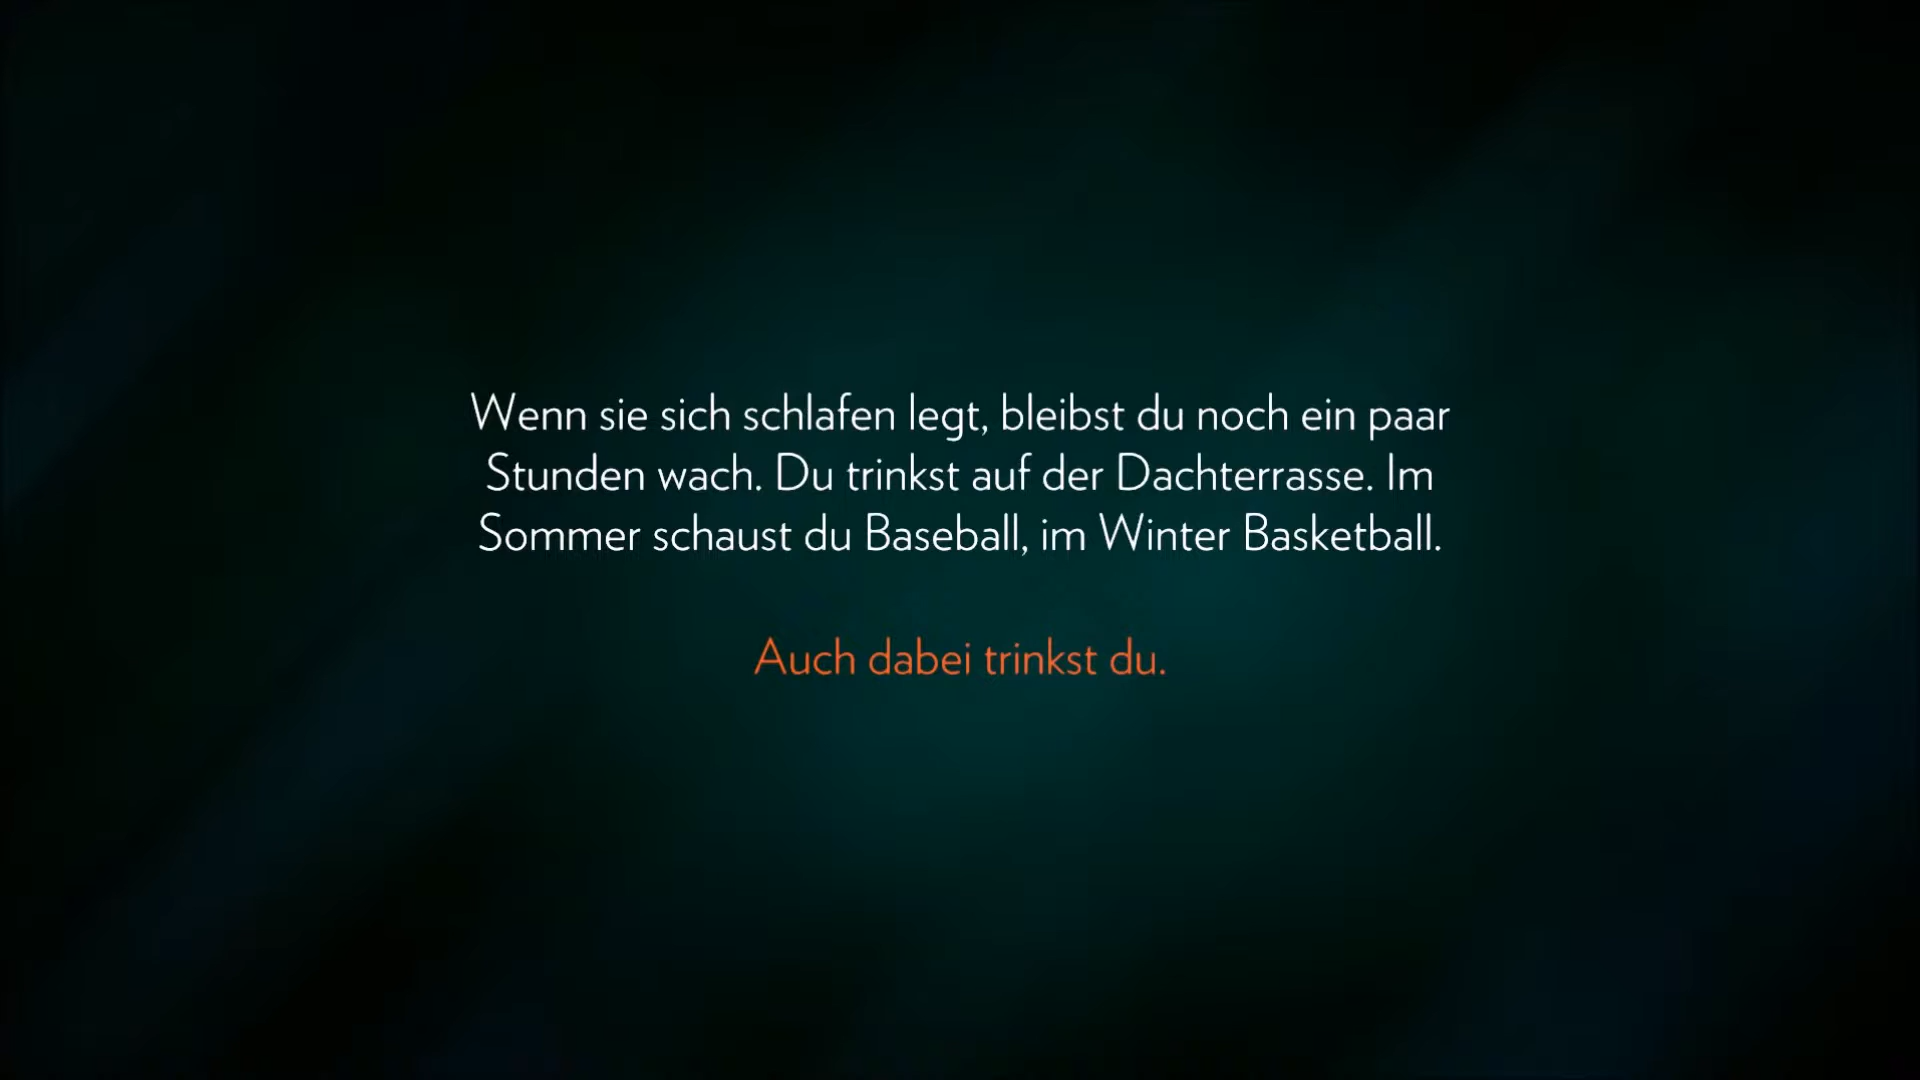 Wenn sie sich schlafen legt, bleibst du noch ein paar
Stunden wach. Du trinkst auf der Dachterrasse. Im
Sommer schaust du Baseball, im Winter Basketball.
Auch dabei trinkst du.